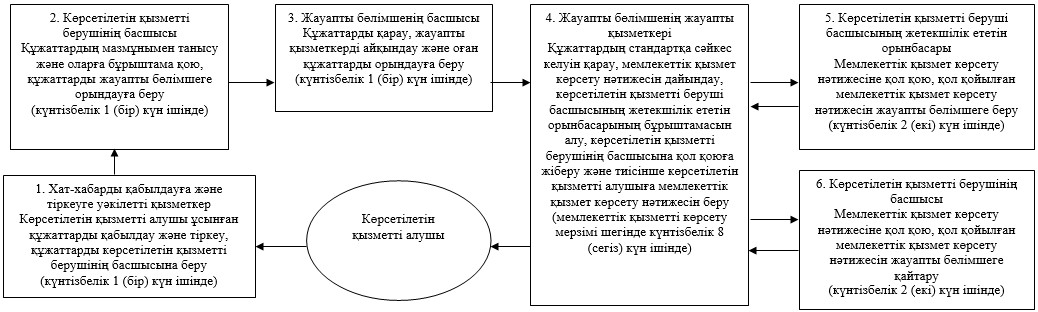 2. Көрсетілетін қызметті
берушінің басшысы
Құжаттардың мазмұнымен танысу
және оларға бұрыштама қою,
құжаттарды жауапты бөлімшеге
орындауға беру
(күнтізбелік 1 (бір) күн ішінде)
3. Жауапты бөлімшенің басшысы
Құжаттарды қарау, жауапты
қызметкерді айқындау және оған
құжаттарды орындауға беру
(күнтізбелік 1 (бір) күн ішінде)
4. Жауапты бөлімшенің жауапты
қызметкері
Құжаттардың стандартқа сәйкес
келуін қарау, мемлекеттік қызмет
көрсету нәтижесін дайындау,
көрсетілетін қызметті беруші
басшысының жетекшілік ететін
орынбасарының бұрыштамасын
алу, көрсетілетін қызметті
берушінің басшысына қол қоюға
жіберу және тиісінше көрсетілетін
қызметті алушыға мемлекеттік
қызмет көрсету нәтижесін беру
(мемлекеттік қызметті көрсету
мерзімі шегінде күнтізбелік 8
(сегіз) күн ішінде)
5. Көрсетілетін қызметті беруші
басшысының жетекшілік ететін
орынбасары
Мемлекеттік қызмет көрсету
нәтижесіне қол қою, қол қойылған
мемлекеттік қызмет көрсету
нәтижесін жауапты бөлімшеге беру
(күнтізбелік 2 (екі) күн ішінде)
1. Хат-хабарды қабылдауға және
тіркеуге уәкілетті қызметкер
Көрсетілетін қызметті алушы ұсынған
құжаттарды қабылдау және тіркеу,
құжаттарды көрсетілетін қызметті
берушінің басшысына беру
(күнтізбелік 1 (бір) күн ішінде)
Көрсетілетін
қызметті алушы
6. Көрсетілетін қызметті берушінің
басшысы
Мемлекеттік қызмет көрсету
нәтижесіне қол қою, қол қойылған
мемлекеттік қызмет көрсету
нәтижесін жауапты бөлімшеге
қайтару
(күнтізбелік 2 (екі) күн ішінде)